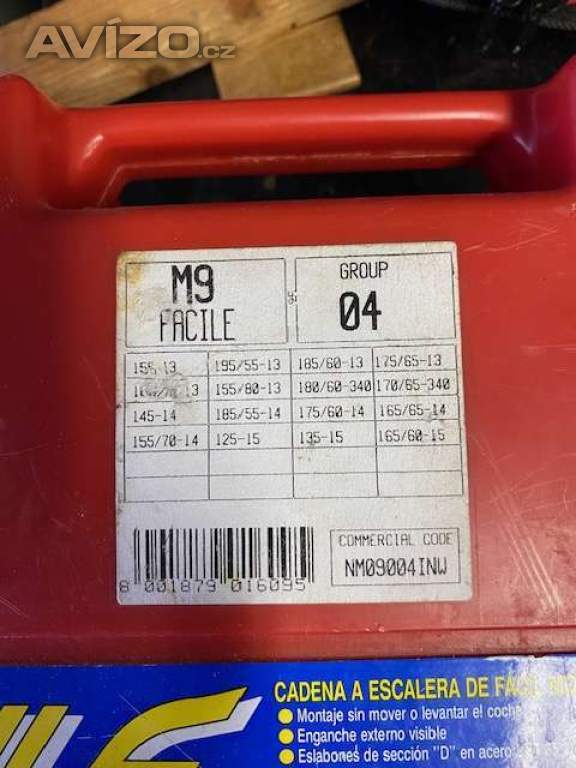 AVÍZO.cz
M9
FACILE
GROUP
04
155-13 195/55-13 185/60-13 175/65-13
155/80-13 180/60-340 170/65-340
145-14 185/55-14 175/60-14 165/65-14
155/70-14 125-15 135-15 165/60-15
8 001879 016095
COMMERCIAL CODE
NM09004INW
CADENA A ESCALERA DE FACIL
Montaje sin mover o levantar el coche
Enganche externo visible
Eslabones de sección "D" en acero